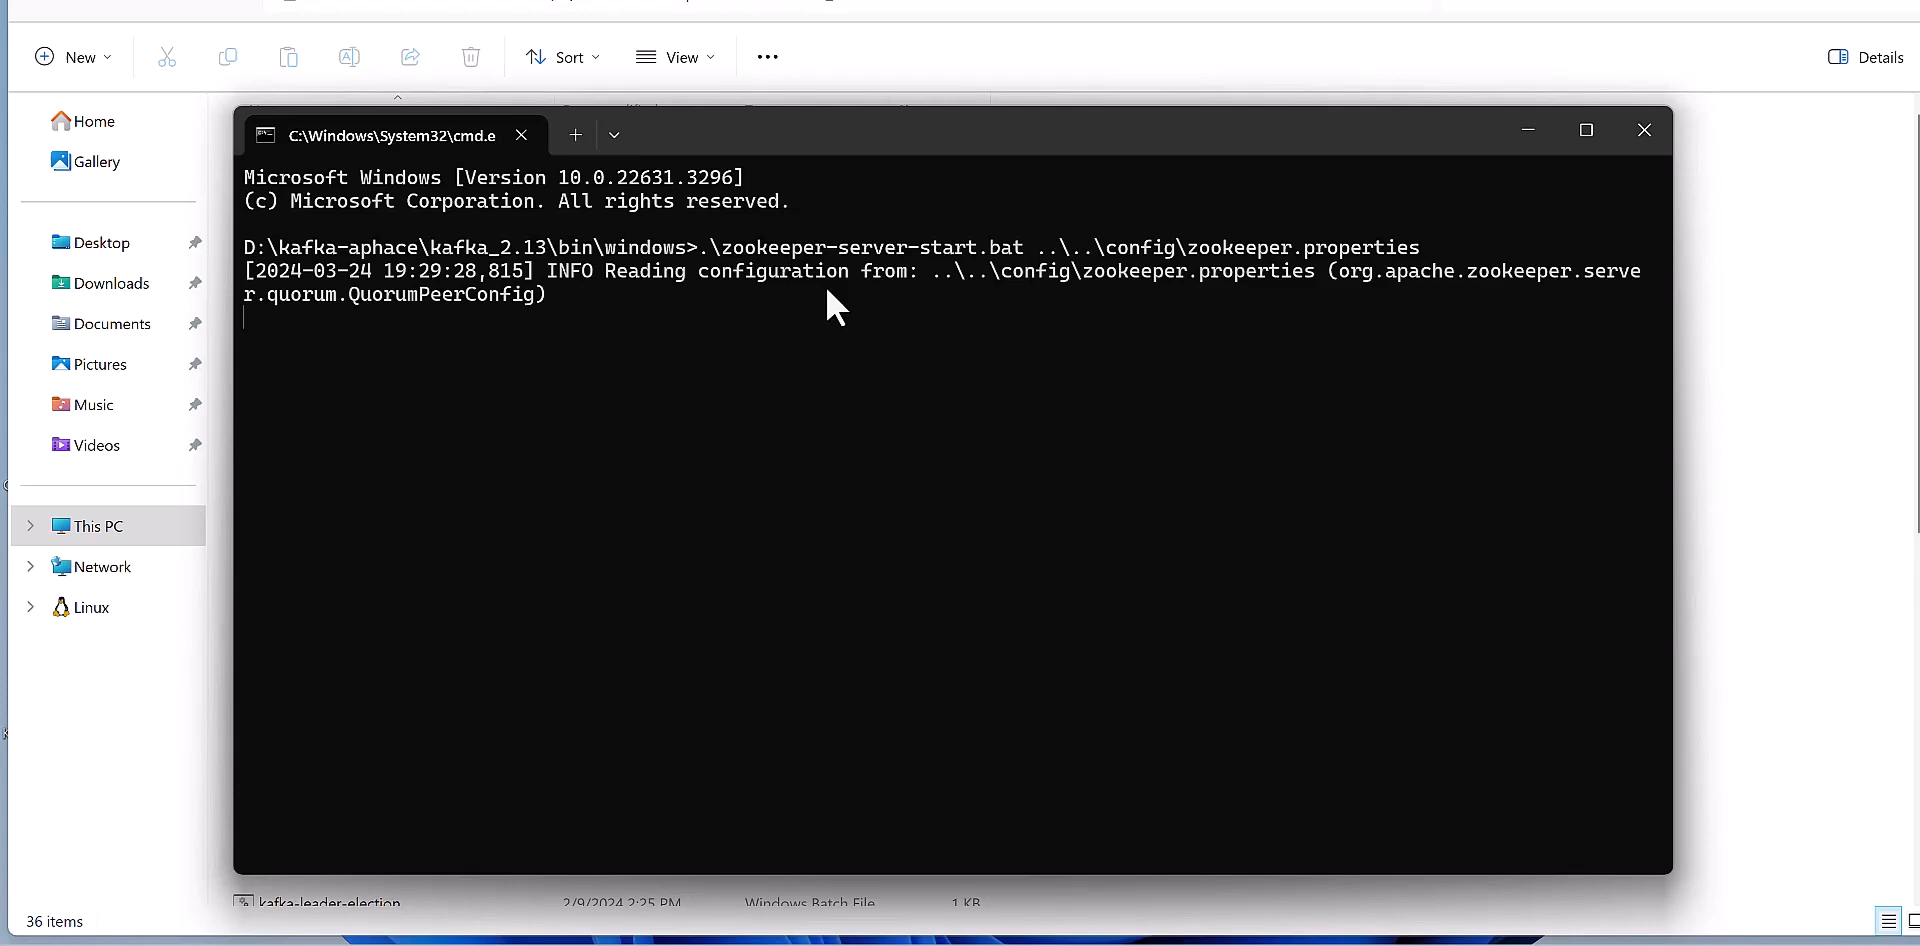 New
Sort
View
Details
Home
Gallery
Desktop
Downloads
Documents
Pictures
Music
Videos
This PC
Network
Linux
C:\Windows\System32\cmd.e
Microsoft Windows [Version 10.0.22631.3296]
(c) Microsoft Corporation. All rights reserved.
D:\kafka-aphace\kafka_2.13\bin\windows>.\zookeeper-server-start.bat ..\..\config\zookeeper.properties
[2024-03-24 19:29:28,815] INFO Reading configuration from: ..\..\config\zookeeper.properties (org.apache.zookeeper.serve
r.quorum.QuorumPeerConfig)
kafka-leader-election 2/9/2024 2:25 PM Windows Batch File 1 KB
36 items